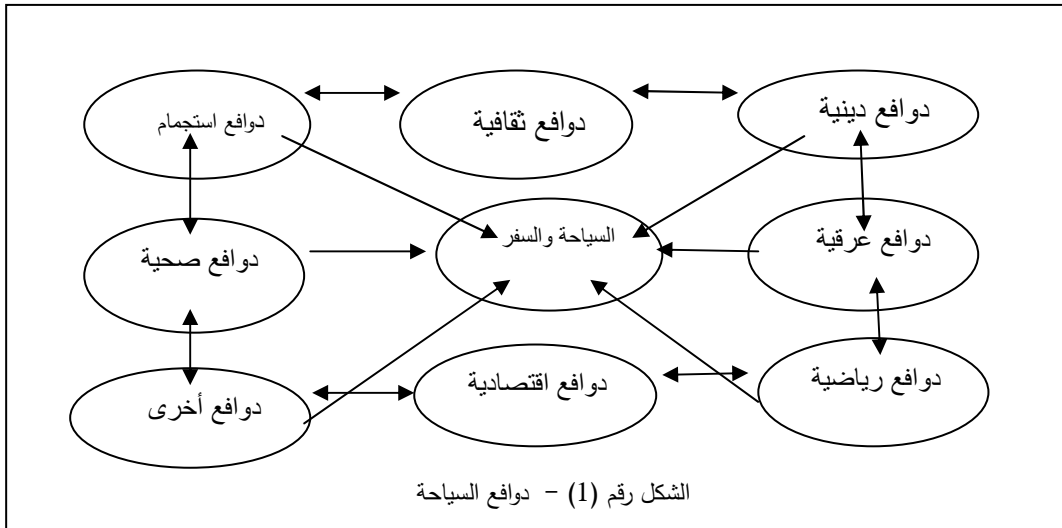 دوافع دينية
دوافع ثقافية
دوافع استجمام
دوافع عرقية
السياحة والسفر
دوافع صحية
دوافع رياضية
دوافع اقتصادية
دوافع أخرى
الشكل رقم (1) - دوافع السياحة